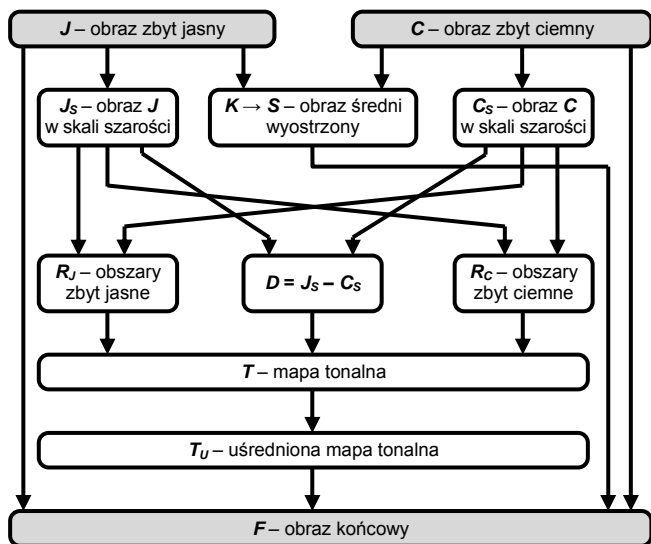 J – obraz zbyt jasny
C – obraz zbyt ciemny
J_S – obraz J
w skali szarości
K → S – obraz średni
wyostrzony
C_S – obraz C
w skali szarości
R_J – obszary
zbyt jasne
D = J_S – C_S
R_C – obszary
zbyt ciemne
T – mapa tonalna
T_U – uśredniona mapa tonalna
F – obraz końcowy